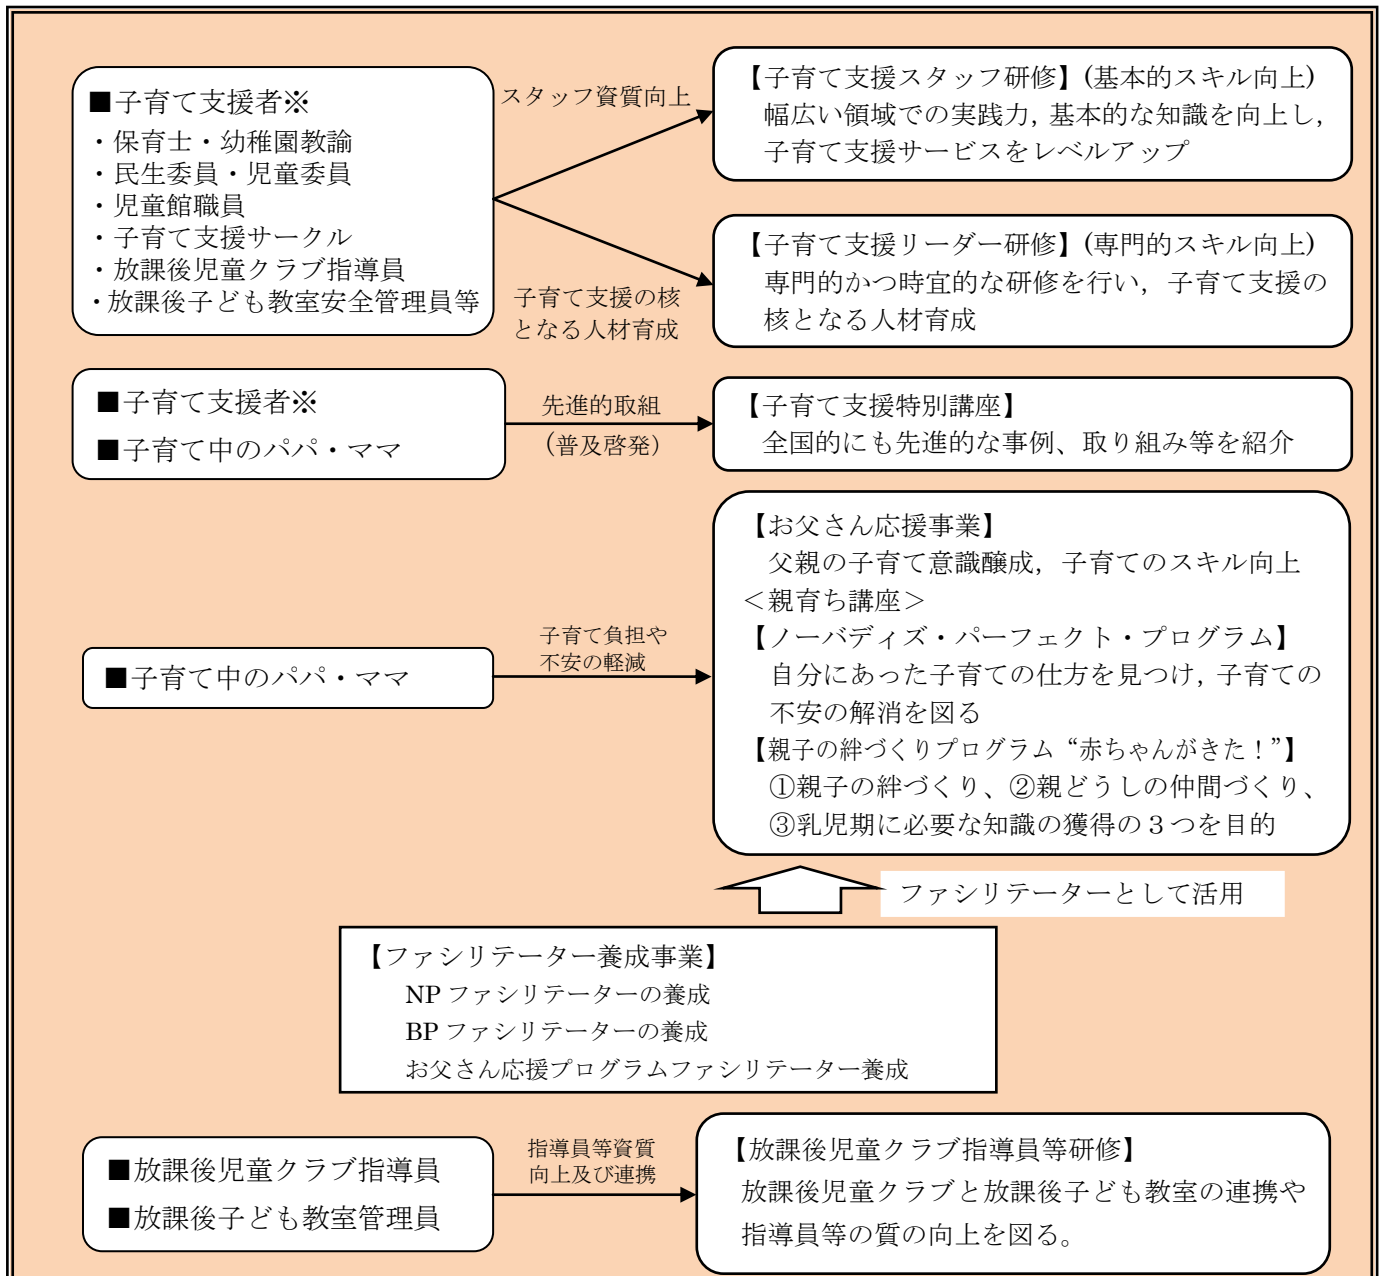 ■子育て支援者※
・保育士・幼稚園教諭
・民生委員・児童委員
・児童館職員
・子育て支援サークル
・放課後児童クラブ指導員
・放課後子ども教室安全管理員等
スタッフ資質向上
【子育て支援スタッフ研修】(基本的スキル向上)
幅広い領域での実践力，基本的な知識を向上し，
子育て支援サービスをレベルアップ
子育て支援の核
となる人材育成
【子育て支援リーダー研修】(専門的スキル向上)
専門的かつ時宜的な研修を行い，子育て支援の
核となる人材育成
■子育て支援者※
■子育て中のパパ・ママ
先進的取組
(普及啓発)
【子育て支援特別講座】
全国的にも先進的な事例、取り組み等を紹介
■子育て中のパパ・ママ
子育て負担や
不安の軽減
【お父さん応援事業】
父親の子育て意識醸成，子育てのスキル向上
＜親育ち講座＞
【ノーバディズ・パーフェクト・プログラム】
自分にあった子育ての仕方を見つけ，子育ての
不安の解消を図る
【親子の絆づくりプログラム “赤ちゃんがきた！”】
①親子の絆づくり、②親どうしの仲間づくり、
③乳児期に必要な知識の獲得の３つを目的
ファシリテーターとして活用
【ファシリテーター養成事業】
NP ファシリテーターの養成
BP ファシリテーターの養成
お父さん応援プログラムファシリテーター養成
■放課後児童クラブ指導員
■放課後子ども教室管理員
指導員等資質
向上及び連携
【放課後児童クラブ指導員等研修】
放課後児童クラブと放課後子ども教室の連携や
指導員等の質の向上を図る。